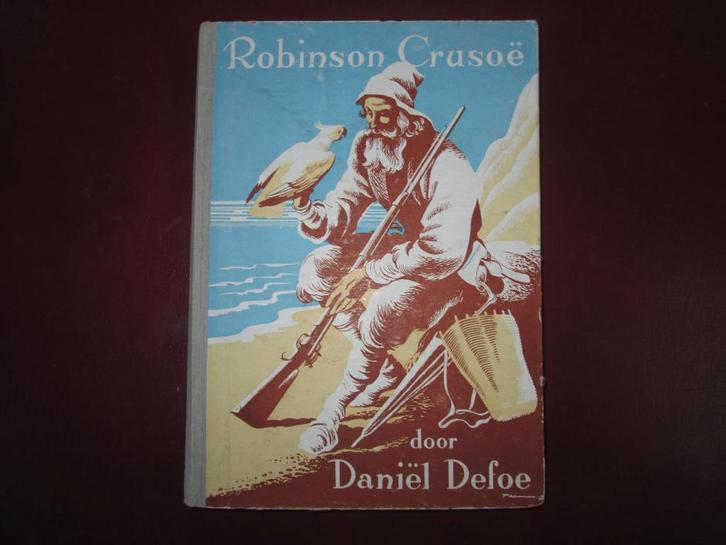 Robinson Crusoë
door
Daniël Defoe